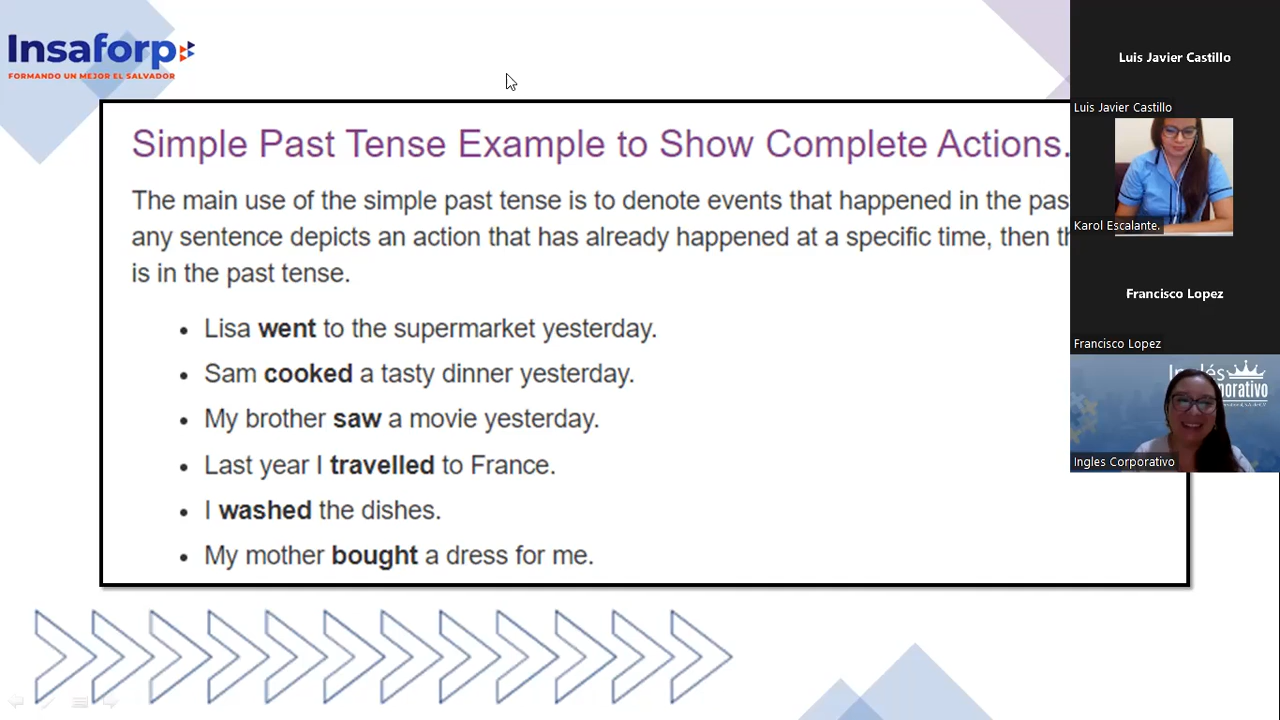 Insaforp
FORMANDO UN MEJOR EL SALVADOR
Simple Past Tense Example to Show Complete Actions.
The main use of the simple past tense is to denote events that happened in the
any sentence depicts an action that has already happened at a specific time, then
is in the past tense.
• Lisa went to the supermarket yesterday.
• Sam cooked a tasty dinner yesterday.
• My brother saw a movie yesterday.
• Last year I travelled to France.
• I washed the dishes.
• My mother bought a dress for me.
Luis Javier Castillo
Luis Javier Castillo
Karol Escalante.
Francisco Lopez
Francisco Lopez
Ingles Corporativo